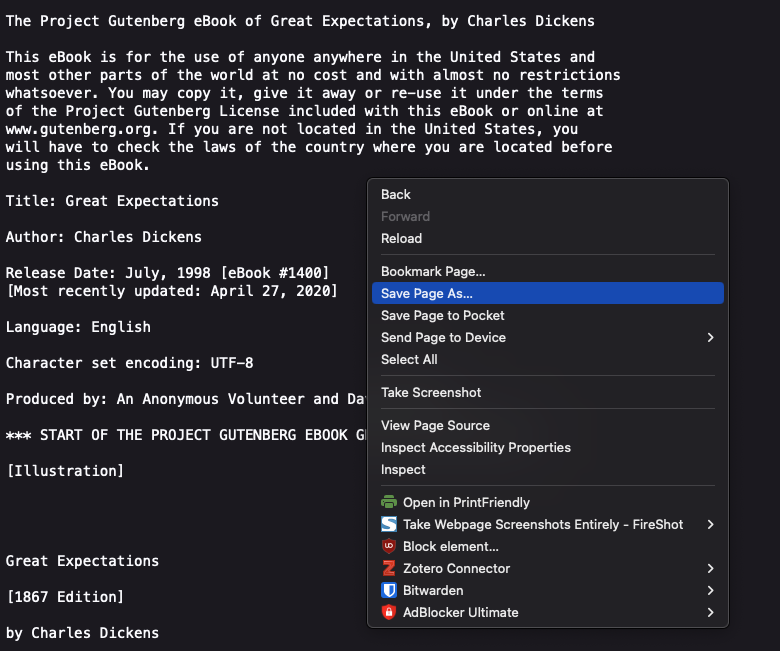 The Project Gutenberg eBook of Great Expectations, by Charles Dickens
This eBook is for the use of anyone anywhere in the United States and
most other parts of the world at no cost and with almost no restrictions
whatsoever. You may copy it, give it away or re-use it under the terms
of the Project Gutenberg License included with this eBook or online at
www.gutenberg.org. If you are not located in the United States, you
will have to check the laws of the country where you are located before
using this eBook.
Title: Great Expectations
Author: Charles Dickens
Release Date: July, 1998 [eBook #1400]
[Most recently updated: April 27, 2020]
Language: English
Character set encoding: UTF-8
Produced by: An Anonymous Volunteer and
*** START OF THE PROJECT GUTENBERG EBOOK
[Illustration]
Great Expectations
[1867 Edition]
by Charles Dickens
Back
Forward
Reload
Bookmark Page...
Save Page As...
Save Page to Pocket
Send Page to Device
Select All
Take Screenshot
View Page Source
Inspect Accessibility Properties
Inspect
Open in PrintFriendly
Take Webpage Screenshots Entirely - FireShot
Block element...
Zotero Connector
Bitwarden
AdBlocker Ultimate